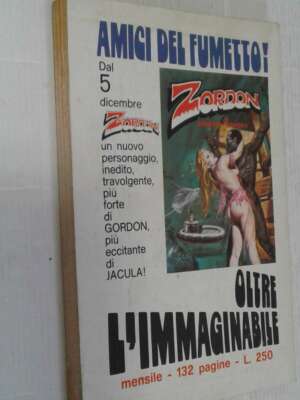 AMICI DEL FUMETTO!
Dal
5
dicembre
ZORDON
un nuovo
personaggio,
inedito,
travolgente,
più
forte
di
GORDON,
più
eccitante
di
JACULA!
ZORDON
OLTRE
L'IMMAGINABILE
mensile - 132 pagine - L. 250